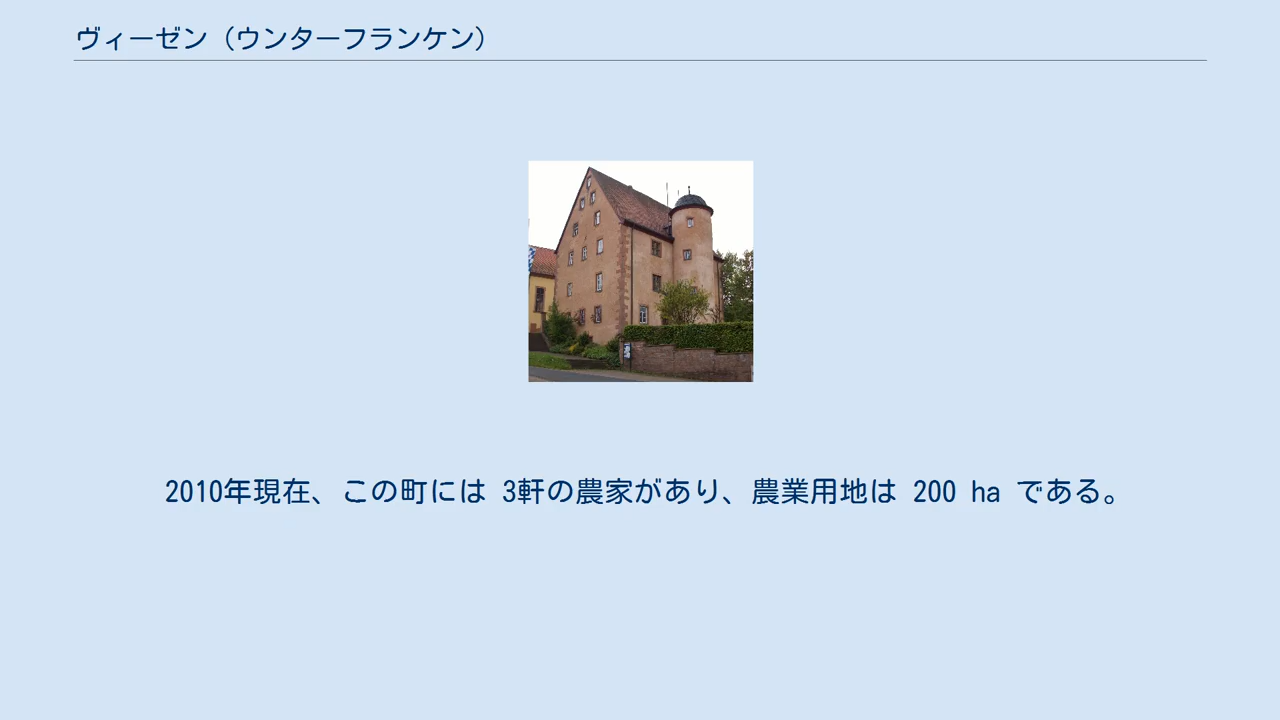 ヴィーゼン（ウンターフランケン）
2010年現在、この町には 3軒の農家があり、農業用地は 200 ha である。